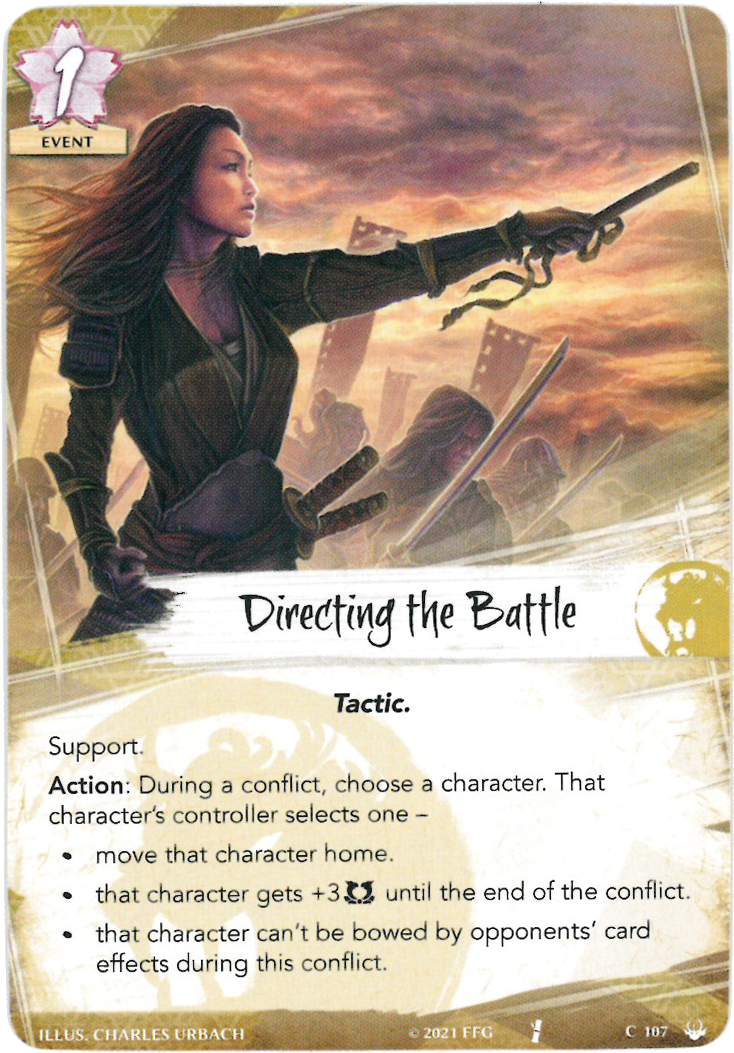 1
EVENT
Directing the Battle
Tactic.
Support.
Action: During a conflict, choose a character. That
character's controller selects one –
• move that character home.
• that character gets +3 until the end of the conflict.
• that character can't be bowed by opponents' card
effects during this conflict.
ILLUS. CHARLES URBACH © 2021 FFG C 107